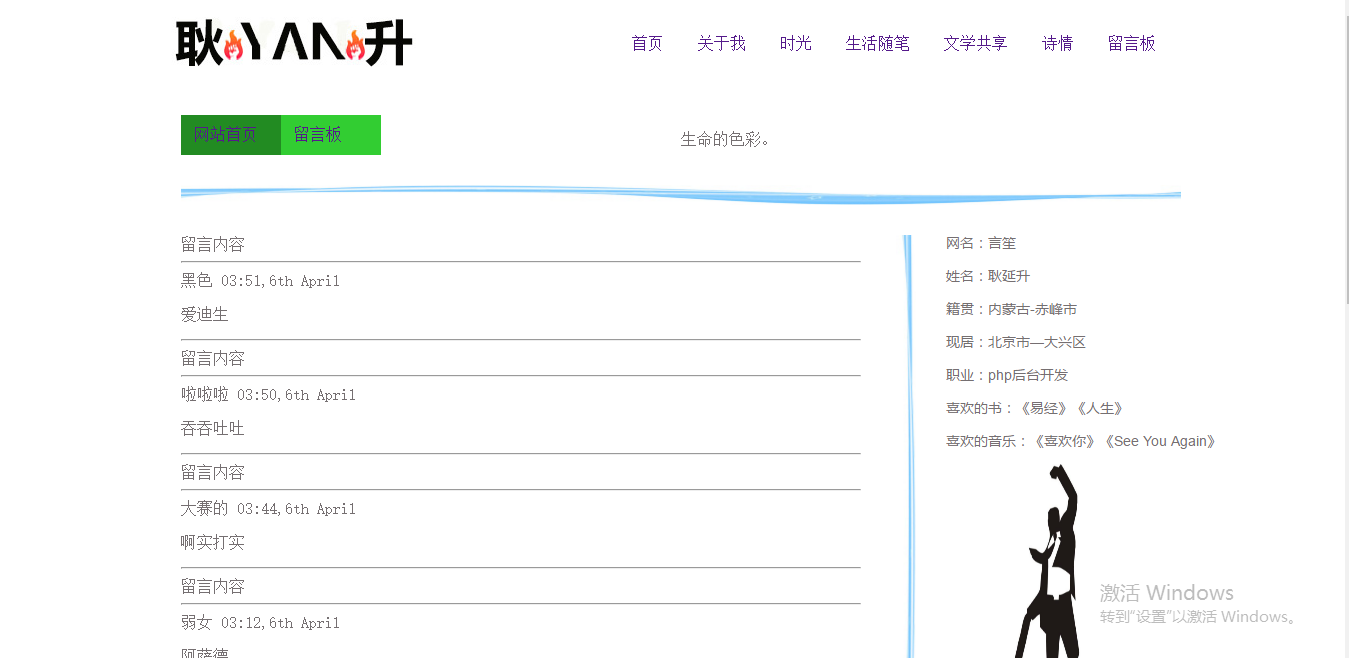 耿YAN升
首页 关于我 时光 生活随笔 文学共享 诗情 留言板
网站首页 留言板
生命的色彩。
留言内容
黑色 03:51,6th April
爱迪生
留言内容
啦啦啦 03:50,6th April
吞吞吐吐
留言内容
大赛的 03:44,6th April
啊实打实
留言内容
弱女 03:12,6th April
阿萨德
网名：言笙
姓名：耿延升
籍贯：内蒙古-赤峰市
现居：北京市—大兴区
职业：php后台开发
喜欢的书：《易经》《人生》
喜欢的音乐：《喜欢你》《See You Again》
激活 Windows
转到"设置"以激活 Windows。